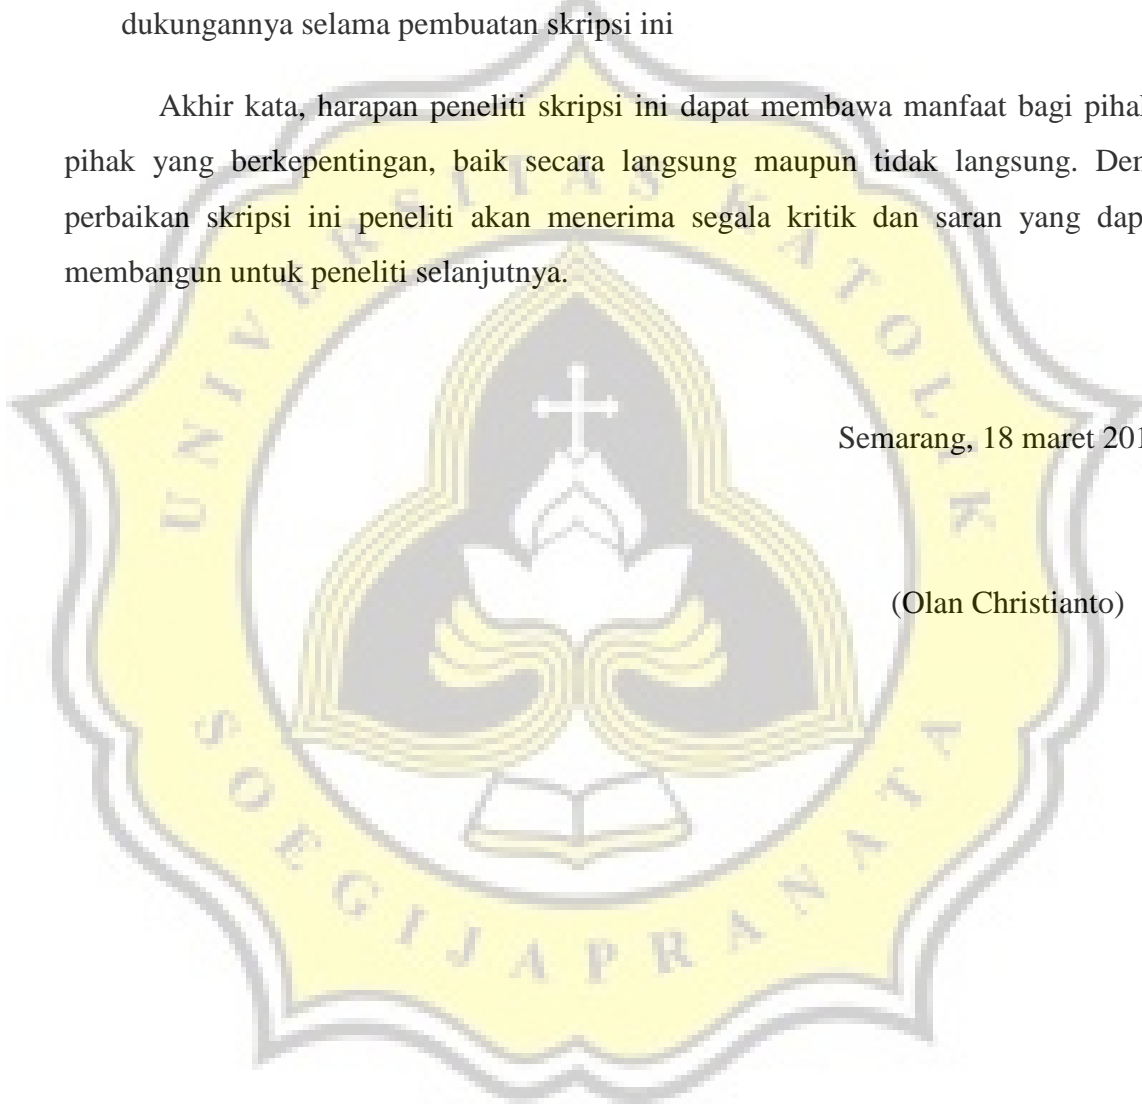 dukungannya selama pembuatan skripsi ini
Akhir kata, harapan peneliti skripsi ini dapat membawa manfaat bagi pihak
pihak yang berkepentingan, baik secara langsung maupun tidak langsung. Dem
perbaikan skripsi ini peneliti akan menerima segala kritik dan saran yang dap
membangun untuk peneliti selanjutnya.
Semarang, 18 maret 201
(Olan Christianto)
UNIVERSITAS KATOLIK
SOEGIJAPRANATA